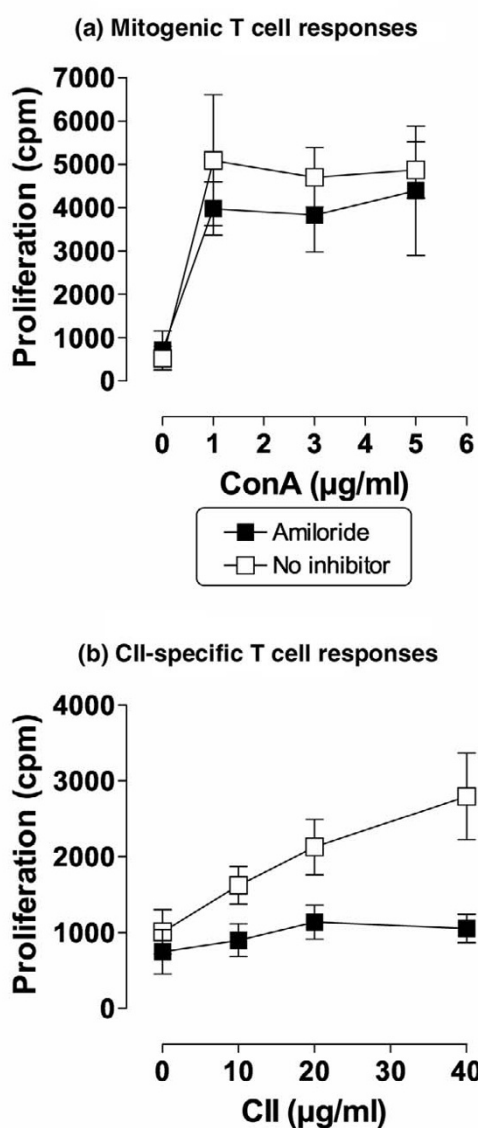 (a) Mitogenic T cell responses
Proliferation (cpm)
7000
6000
5000
4000
3000
2000
1000
0
0 1 2 3 4 5 6
ConA (µg/ml)
Amiloride
No inhibitor
(b) CII-specific T cell responses
Proliferation (cpm)
4000
3000
2000
1000
0
0 10 20 30 40
CII (µg/ml)